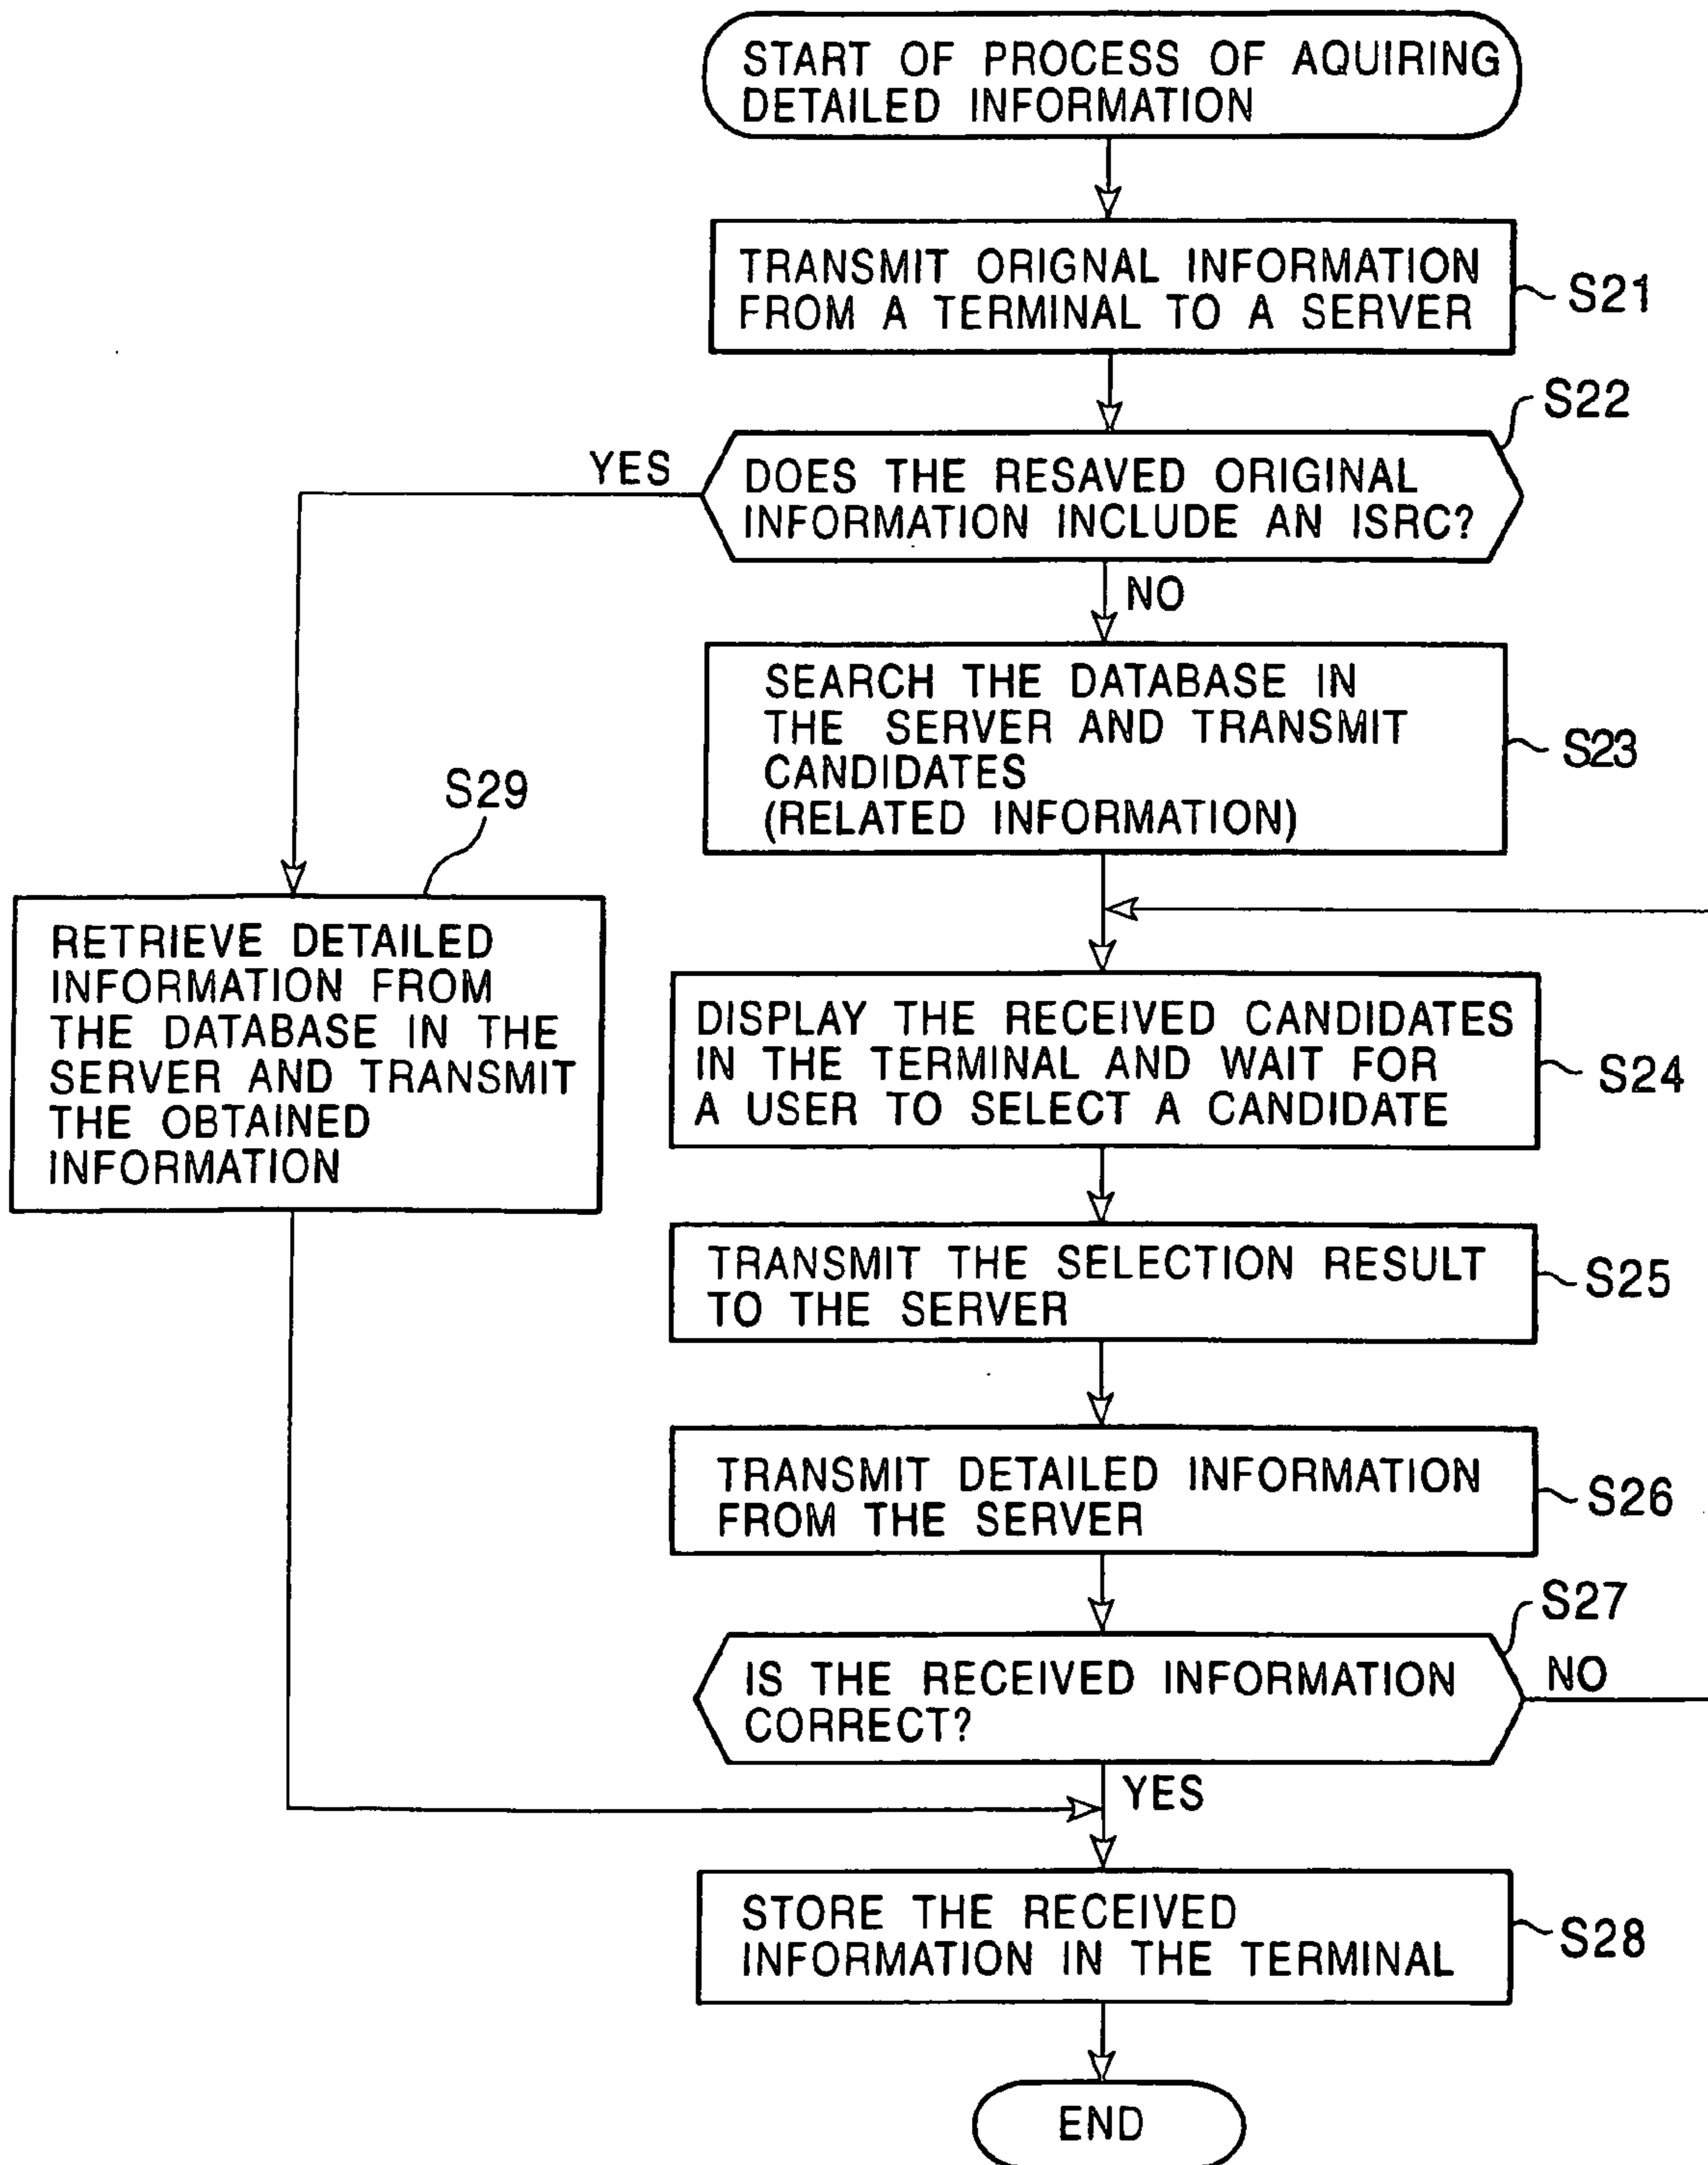 START OF PROCESS OF AQUIRING
DETAILED INFORMATION
TRANSMIT ORIGNAL INFORMATION
FROM A TERMINAL TO A SERVER
S21
S22
YES
DOES THE RESAVED ORIGINAL
INFORMATION INCLUDE AN ISRC?
NO
SEARCH THE DATABASE IN
THE SERVER AND TRANSMIT
CANDIDATES
(RELATED INFORMATION)
S23
S29
RETRIEVE DETAILED
INFORMATION FROM
THE DATABASE IN THE
SERVER AND TRANSMIT
THE OBTAINED
INFORMATION
DISPLAY THE RECEIVED CANDIDATES
IN THE TERMINAL AND WAIT FOR
A USER TO SELECT A CANDIDATE
S24
TRANSMIT THE SELECTION RESULT
TO THE SERVER
S25
TRANSMIT DETAILED INFORMATION
FROM THE SERVER
S26
S27
IS THE RECEIVED INFORMATION
CORRECT?
NO
YES
STORE THE RECEIVED
INFORMATION IN THE TERMINAL
S28
END